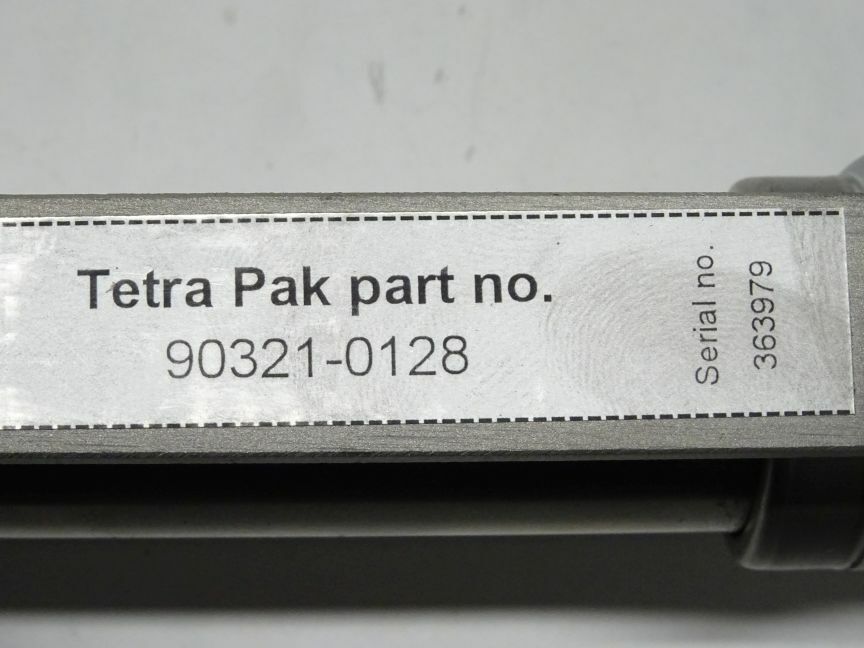 Tetra Pak part no.
90321-0128
Serial no.
363979